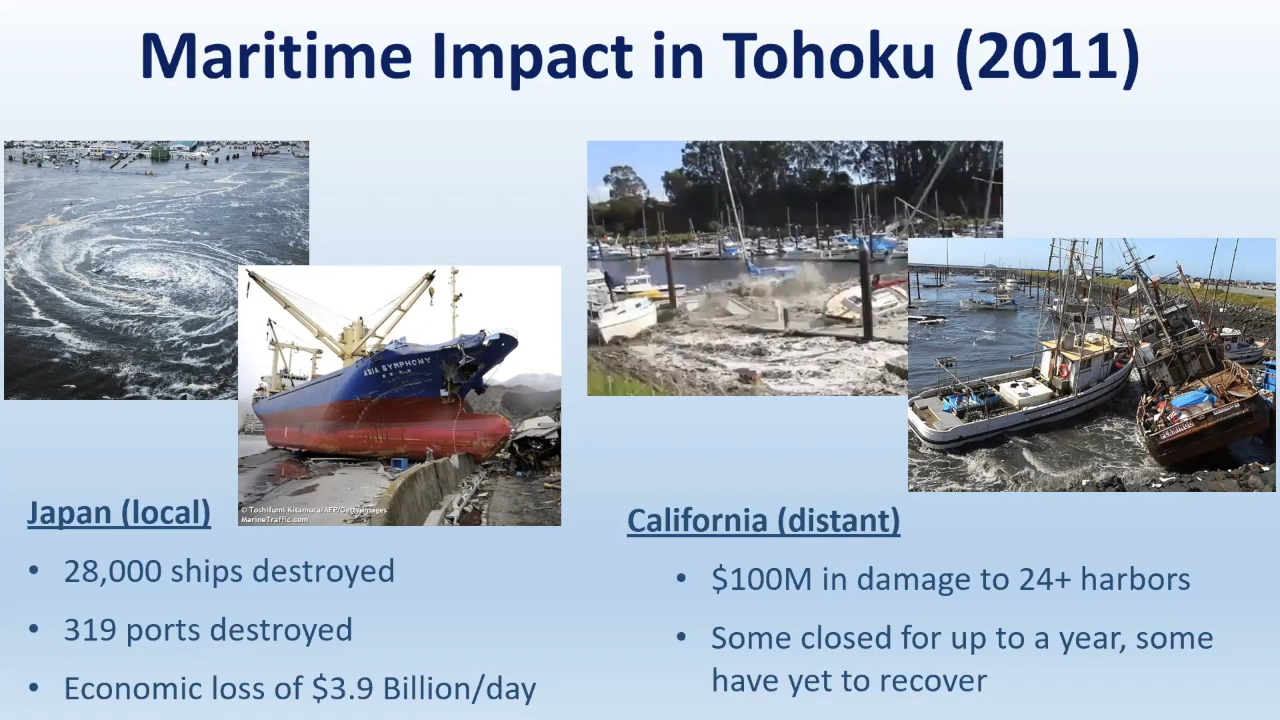 Maritime Impact in Tohoku (2011)
ASIA SYMPHONY
© Toshifumi Kitamura/AFP/GettyImages
MarineTraffic.com
Japan (local)
• 28,000 ships destroyed
• 319 ports destroyed
• Economic loss of $3.9 Billion/day
California (distant)
• $100M in damage to 24+ harbors
• Some closed for up to a year, some
have yet to recover